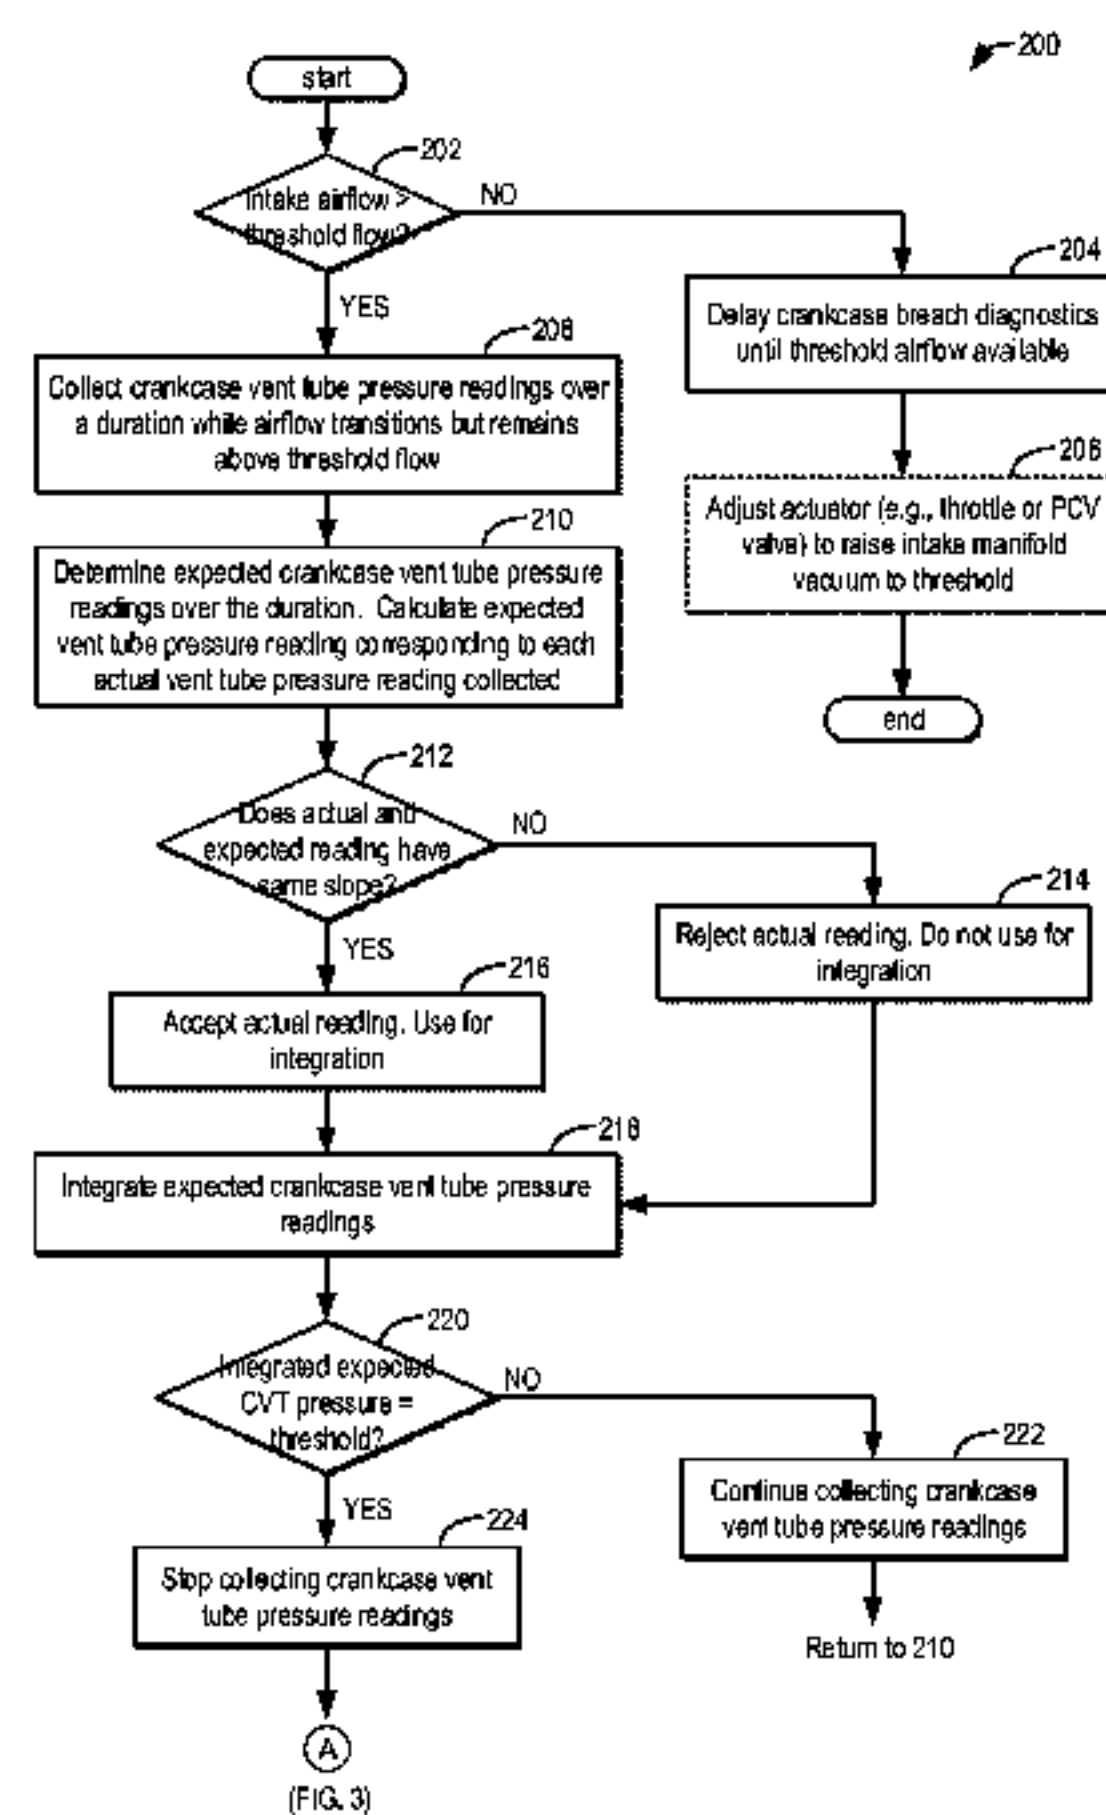 200
start
202
Intake airflow >
threshold flow?
NO
YES
204
Delay crankcase breach diagnostics
until threshold airflow available
208
Collect crankcase vent tube pressure readings over
a duration while airflow transitions but remains
above threshold flow
206
Adjust actuator (e.g., throttle or PCV
valve) to raise intake manifold
vacuum to threshold
end
210
Determine expected crankcase vent tube pressure
readings over the duration. Calculate expected
vent tube pressure reading corresponding to each
actual vent tube pressure reading collected
212
Does actual and
expected reading have
same slope?
NO
YES
214
Reject actual reading. Do not use for
integration
216
Accept actual reading. Use for
integration
218
Integrate expected crankcase vent tube pressure
readings
220
Integrated expected
CVT pressure =
threshold?
NO
YES
222
Continue collecting crankcase
vent tube pressure readings
Return to 210
224
Stop collecting crankcase vent
tube pressure readings
A
(FIG. 3)